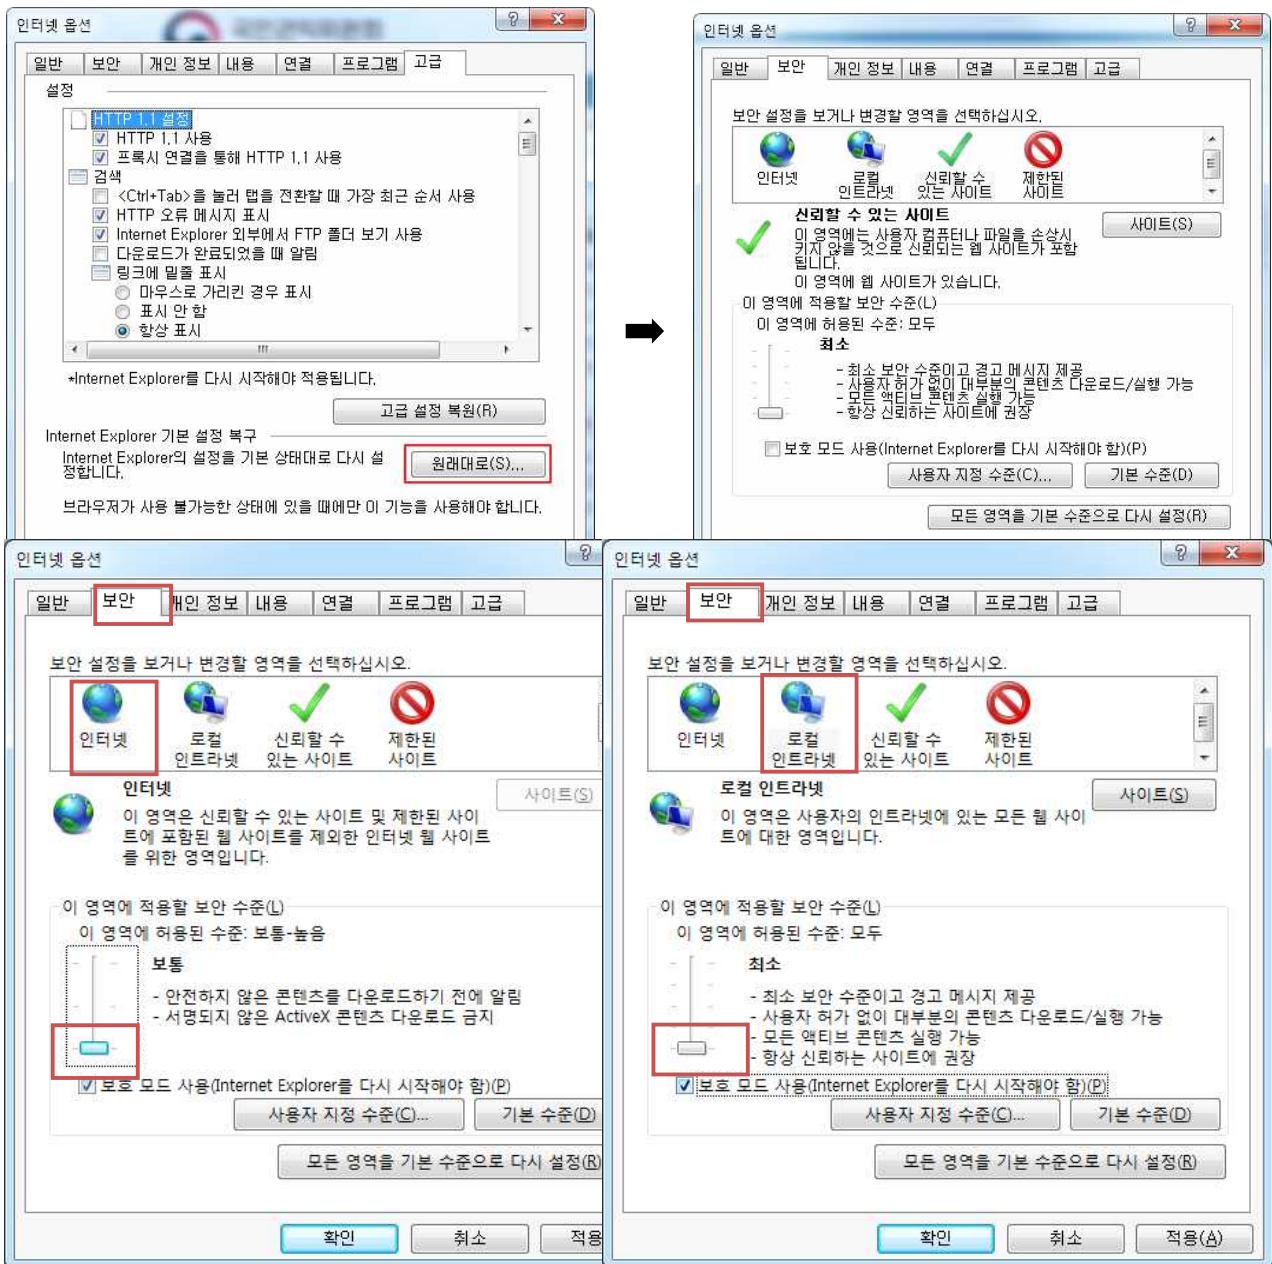 인터넷 옵션
일반 보안 개인 정보 내용 연결 프로그램 고급
설정
HTTP 1.1 설정
HTTP 1.1 사용
프록시 연결을 통해 HTTP 1.1 사용
검색
<Ctrl+Tab>을 눌러 탭을 전환할 때 가장 최근 순서 사용
HTTP 오류 메시지 표시
Internet Explorer 외부에서 FTP 폴더 보기 사용
다운로드가 완료되었을 때 알림
링크에 밑줄 표시
마우스로 가리킨 경우 표시
표시 안 함
항상 표시
*Internet Explorer를 다시 시작해야 적용됩니다.
고급 설정 복원(R)
Internet Explorer 기본 설정 복구
Internet Explorer의 설정을 기본 상태대로 다시 설
정합니다.
원래대로(S)...
브라우저가 사용 불가능한 상태에 있을 때에만 이 기능을 사용해야 합니다.
인터넷 옵션
일반 보안 개인 정보 내용 연결 프로그램 고급
보안 설정을 보거나 변경할 영역을 선택하십시오.
인터넷 로컬 신뢰할 수 제한된
인트라넷 있는 사이트 사이트
신뢰할 수 있는 사이트
사이트(S)
이 영역에는 사용자 컴퓨터나 파일을 손상시
키지 않을 것으로 신뢰되는 웹 사이트가 포함
됩니다.
이 영역에 웹 사이트가 있습니다.
이 영역에 적용할 보안 수준(L)
이 영역에 허용된 수준: 모두
최소
- 최소 보안 수준이고 경고 메시지 제공
- 사용자 허가 없이 대부분의 콘텐츠 다운로드/실행 가능
- 모든 액티브 콘텐츠 실행 가능
- 항상 신뢰하는 사이트에 권장
보호 모드 사용(Internet Explorer를 다시 시작해야 함)(P)
사용자 지정 수준(C)... 기본 수준(D)
모든 영역을 기본 수준으로 다시 설정(R)
인터넷 옵션
일반 보안 개인 정보 내용 연결 프로그램 고급
보안 설정을 보거나 변경할 영역을 선택하십시오.
인터넷 로컬 신뢰할 수 제한된
인트라넷 있는 사이트 사이트
인터넷
사이트(S)
이 영역은 신뢰할 수 있는 사이트 및 제한된 사이
트에 포함된 웹 사이트를 제외한 인터넷 웹 사이트
를 위한 영역입니다.
이 영역에 적용할 보안 수준(L)
이 영역에 허용된 수준: 보통-높음
보통
- 안전하지 않은 콘텐츠를 다운로드하기 전에 알림
- 서명되지 않은 ActiveX 콘텐츠 다운로드 금지
보호 모드 사용(Internet Explorer를 다시 시작해야 함)(P)
사용자 지정 수준(C)... 기본 수준(D)
모든 영역을 기본 수준으로 다시 설정(R)
확인 취소 적용
인터넷 옵션
일반 보안 개인 정보 내용 연결 프로그램 고급
보안 설정을 보거나 변경할 영역을 선택하십시오.
인터넷 로컬 신뢰할 수 제한된
인트라넷 있는 사이트 사이트
로컬 인트라넷
사이트(S)
이 영역은 사용자의 인트라넷에 있는 모든 웹 사이
트에 대한 영역입니다.
이 영역에 적용할 보안 수준(L)
이 영역에 허용된 수준: 모두
최소
- 최소 보안 수준이고 경고 메시지 제공
- 사용자 허가 없이 대부분의 콘텐츠 다운로드/실행 가능
- 모든 액티브 콘텐츠 실행 가능
- 항상 신뢰하는 사이트에 권장
보호 모드 사용(Internet Explorer를 다시 시작해야 함)(P)
사용자 지정 수준(C)... 기본 수준(D)
모든 영역을 기본 수준으로 다시 설정(R)
확인 취소 적용(A)